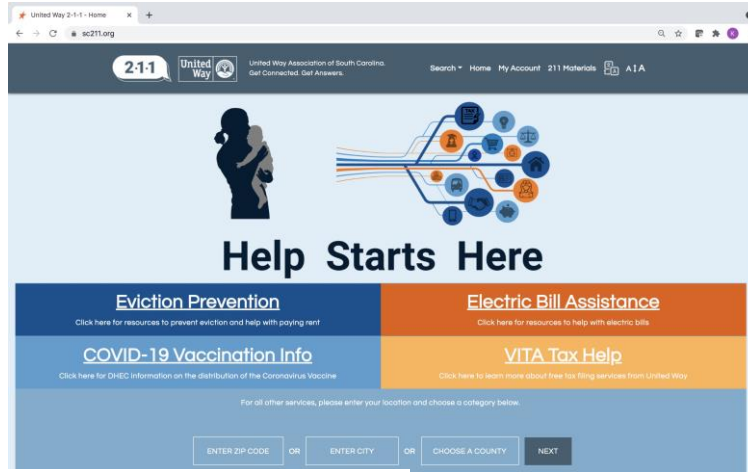 United Way 2-1-1 - Home
sc211.org
K
2·1·1
United Way
United Way Association of South Carolina.
Get Connected. Get Answers.
Search Home My Account 211 Materials A I A
TAX
Help Starts Here
Eviction Prevention
Click here for resources to prevent eviction and help with paying rent
Electric Bill Assistance
Click here for resources to help with electric bills
COVID-19 Vaccination Info
Click here for DHEC information on the distribution of the Coronavirus Vaccine
VITA Tax Help
Click here to learn more about free tax filing services from United Way
For all other services, please enter your location and choose a category below.
ENTER ZIP CODE OR ENTER CITY OR CHOOSE A COUNTY NEXT